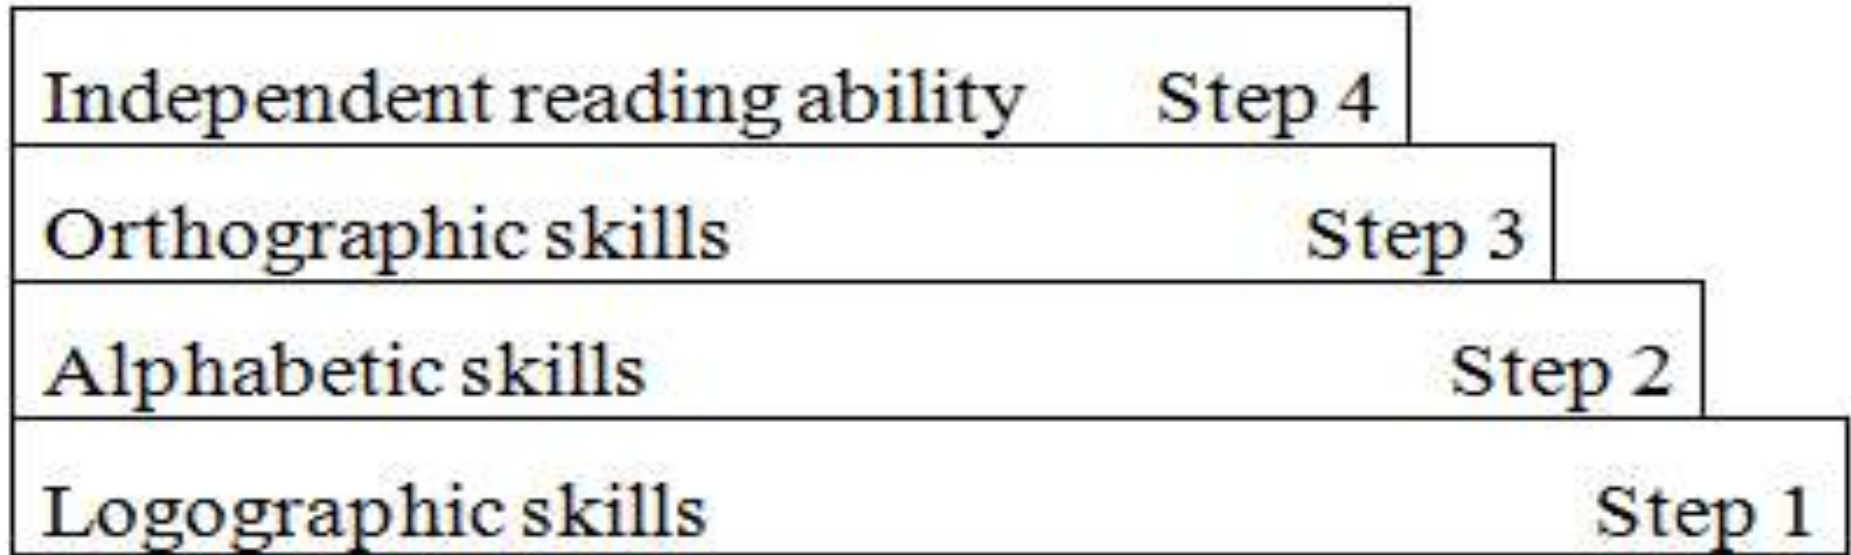 Independent reading ability Step 4
Orthographic skills Step 3
Alphabetic skills Step 2
Logographic skills Step 1